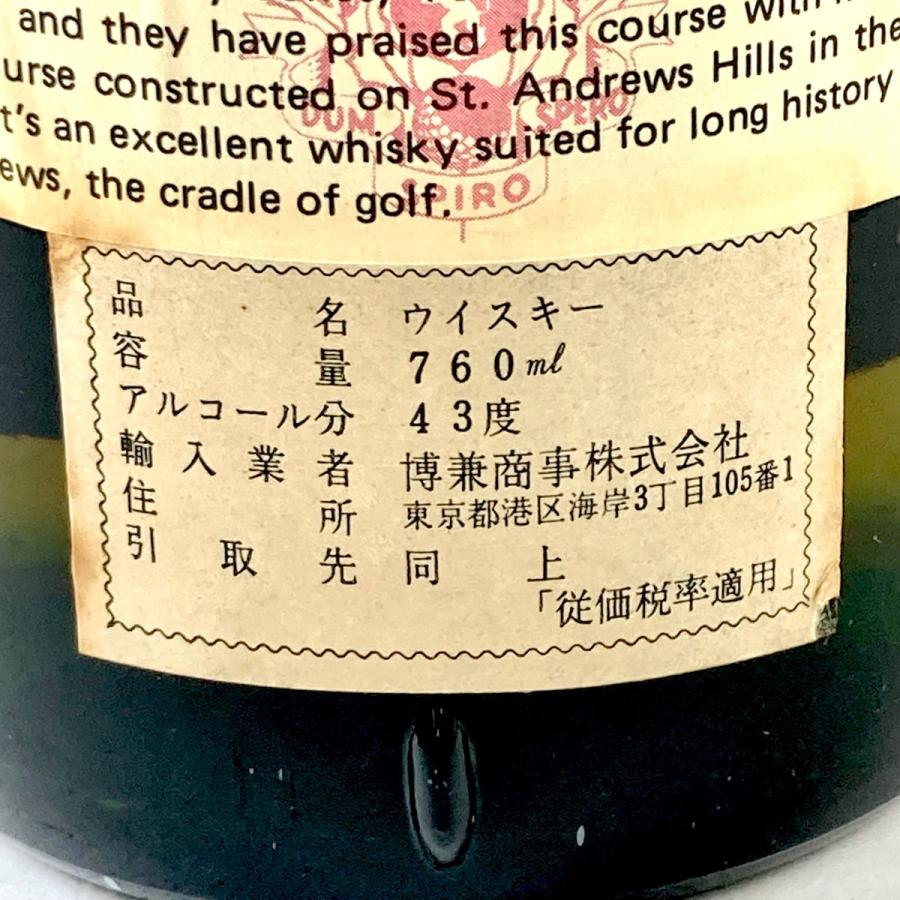 and they have praised this course with
urse constructed on St. Andrews Hills in the
t's an excellent whisky suited for long history
ews, the cradle of golf.
DUM SPIRO SPERO
品名 ウイスキー
容量 760ml
アルコール分 43度
輸入業者 博兼商事株式会社
住所 東京都港区海岸3丁目105番1
引取先 同上
「従価税率適用」